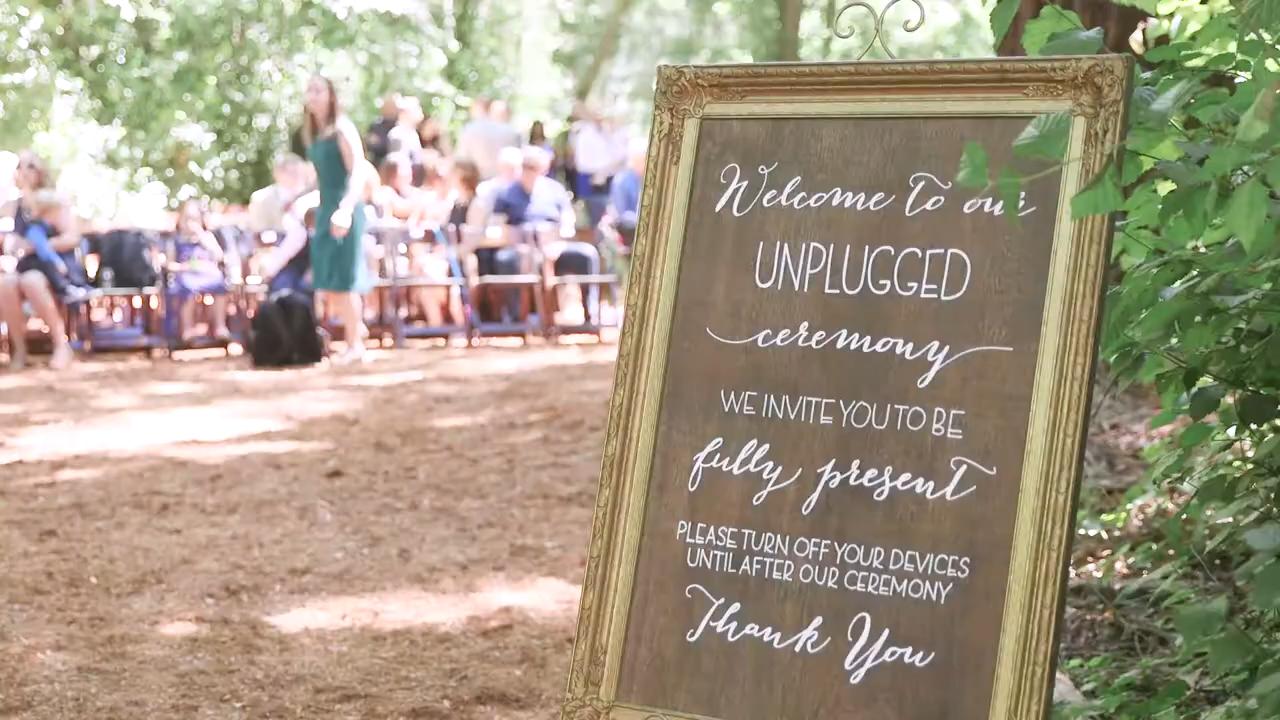 Welcome to our
UNPLUGGED
ceremony
WE INVITE YOU TO BE
fully present
PLEASE TURN OFF YOUR DEVICES
UNTIL AFTER OUR CEREMONY
Thank You